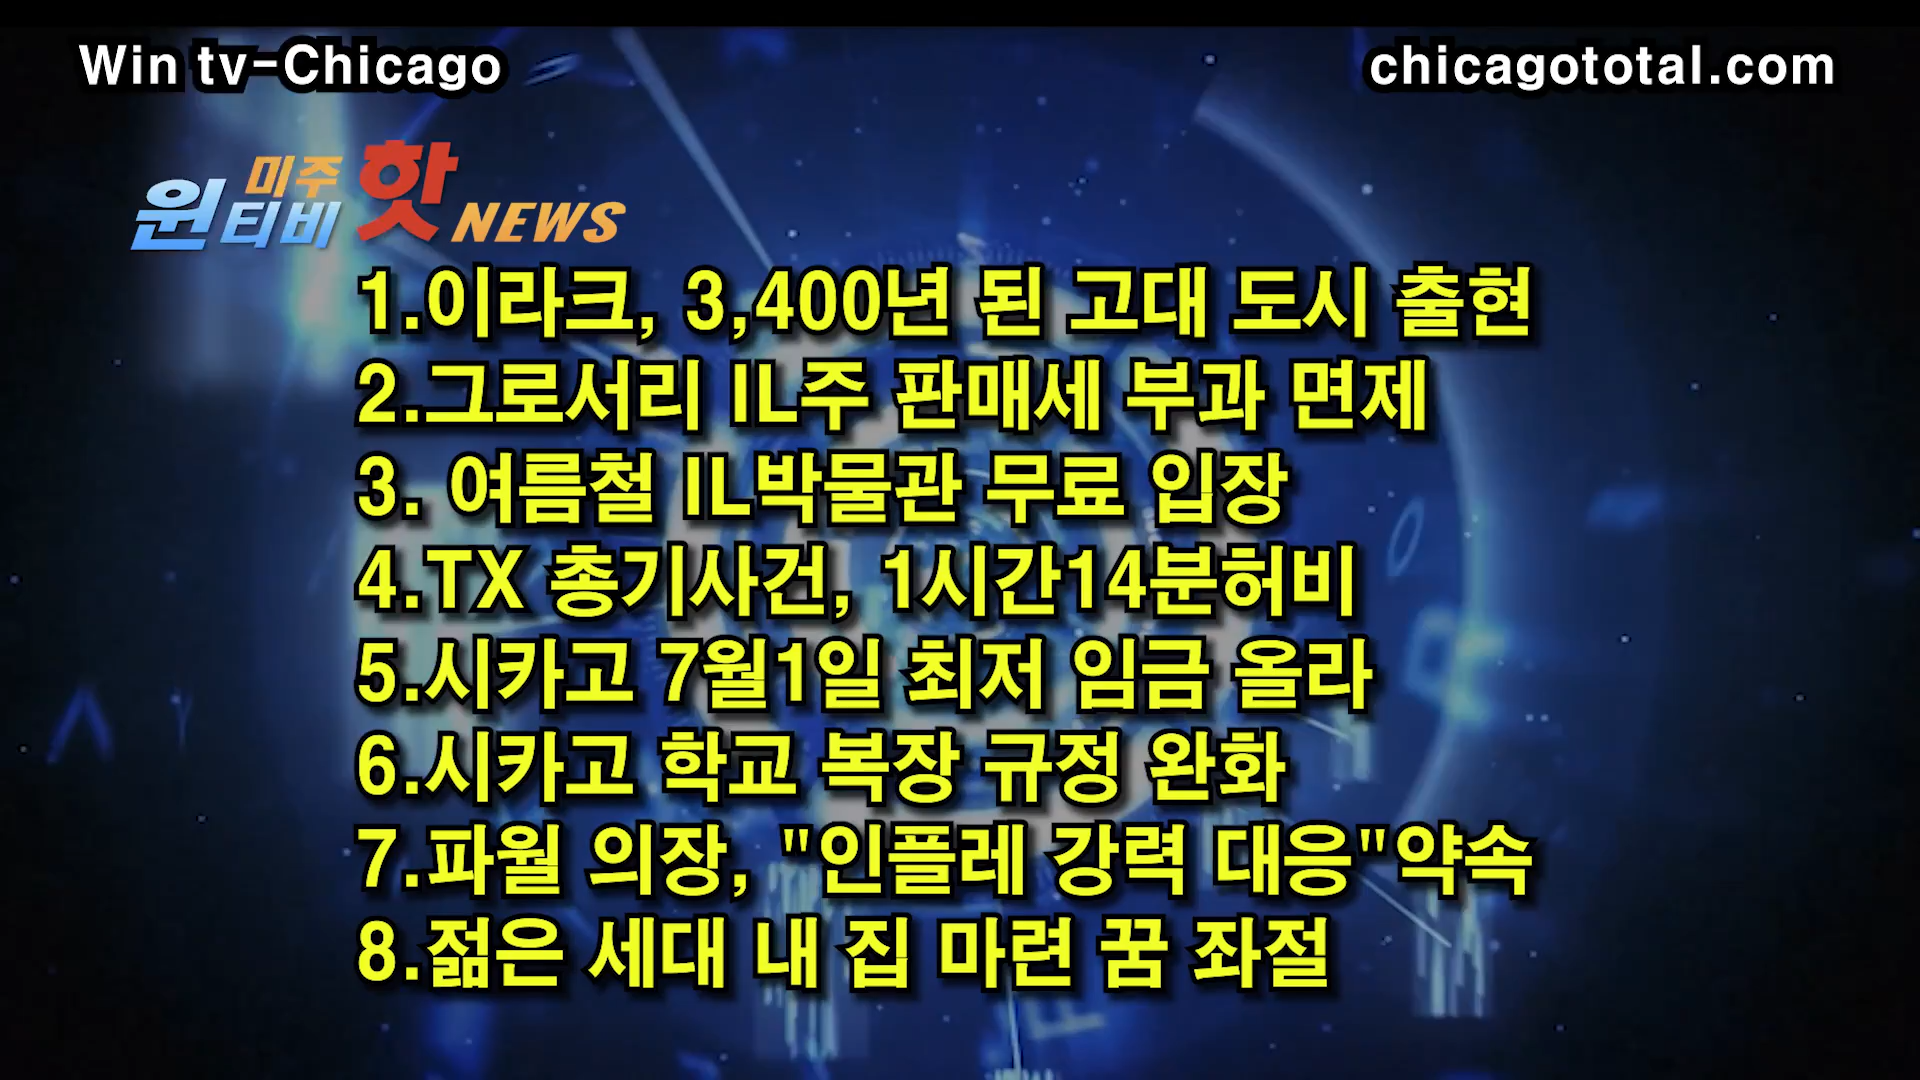 Win tv-Chicago
chicagototal.com
미주
원티비 핫 NEWS
1.이라크, 3,400년 된 고대 도시 출현
2.그로서리 IL주 판매세 부과 면제
3. 여름철 IL박물관 무료 입장
4.TX 총기사건, 1시간14분허비
5.시카고 7월1일 최저 임금 올라
6.시카고 학교 복장 규정 완화
7.파월 의장, "인플레 강력 대응"약속
8.젊은 세대 내 집 마련 꿈 좌절